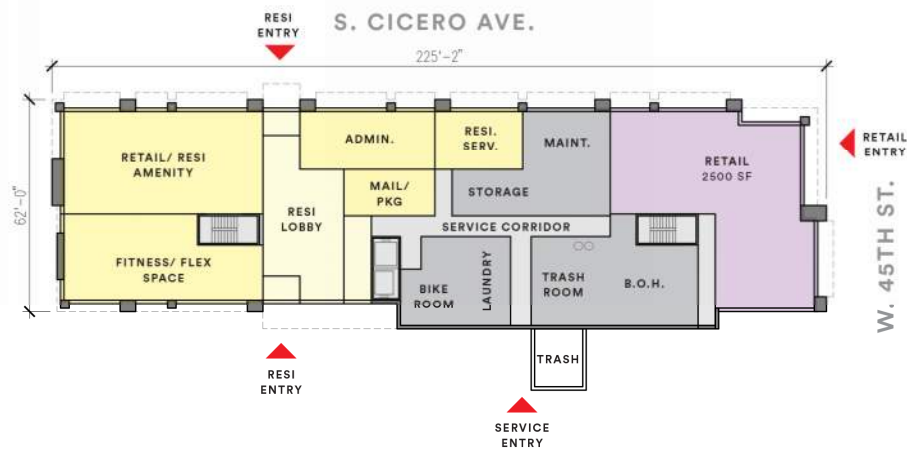 RESI
ENTRY
S. CICERO AVE.
225'-2"
RETAIL/ RESI
AMENITY
ADMIN.
RESI.
SERV.
MAINT.
RETAIL
2500 SF
RETAIL
ENTRY
62'-0"
MAIL/
PKG
STORAGE
RESI
LOBBY
SERVICE CORRIDOR
FITNESS/ FLEX
SPACE
BIKE
ROOM
LAUNDRY
TRASH
ROOM
B.O.H.
W. 45TH ST.
TRASH
RESI
ENTRY
SERVICE
ENTRY